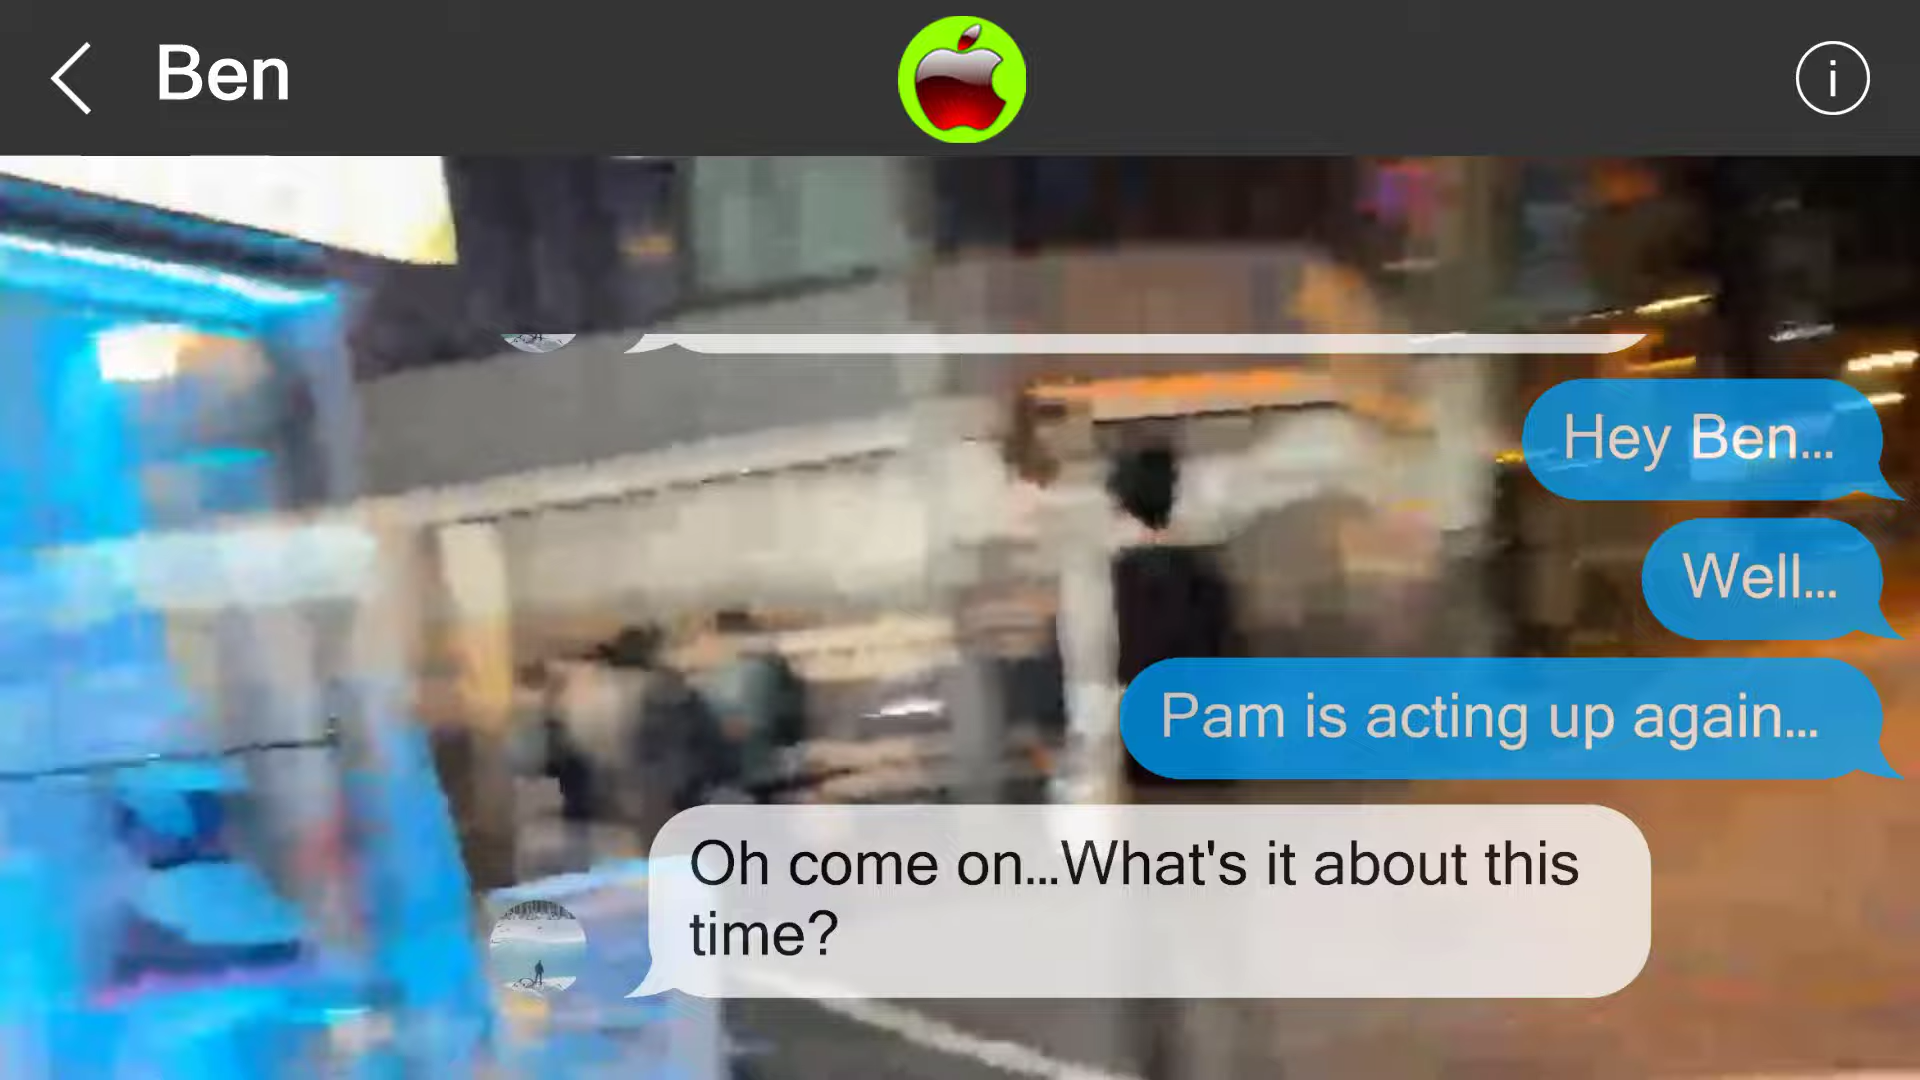 Ben
Hey Ben...
Well...
Pam is acting up again...
Oh come on...What's it about this
time?